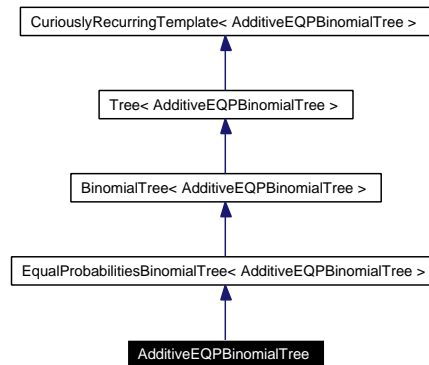 CuriouslyRecurringTemplate< AdditiveEQPBinomialTree >
Tree< AdditiveEQPBinomialTree >
BinomialTree< AdditiveEQPBinomialTree >
EqualProbabilitiesBinomialTree< AdditiveEQPBinomialTree >
AdditiveEQPBinomialTree